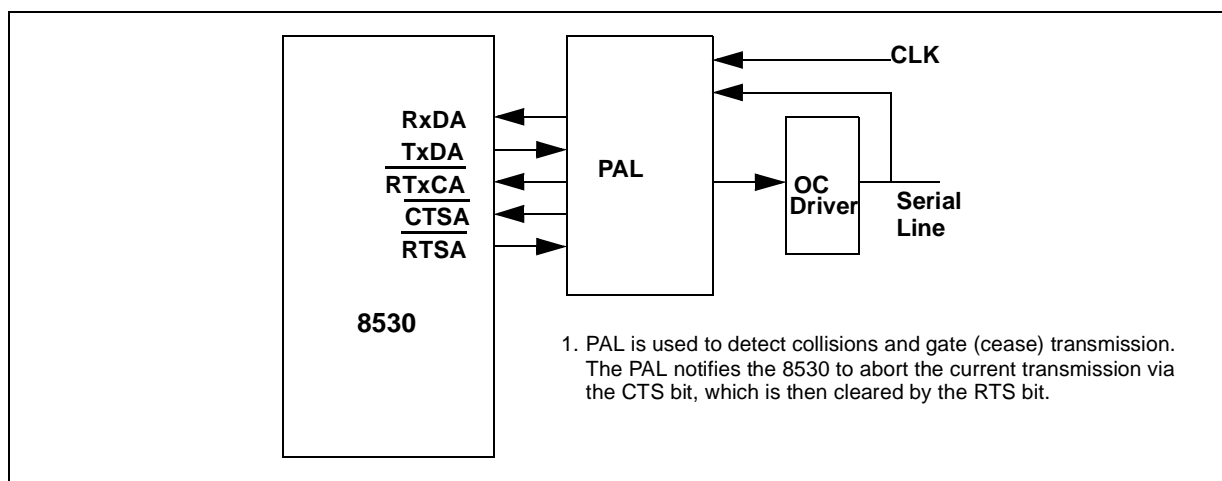 CLK
RxDA
TxDA
RTxCA
CTSA
RTSA
PAL
OC
Driver
Serial
Line
8530
1. PAL is used to detect collisions and gate (cease) transmission.
The PAL notifies the 8530 to abort the current transmission via
the CTS bit, which is then cleared by the RTS bit.